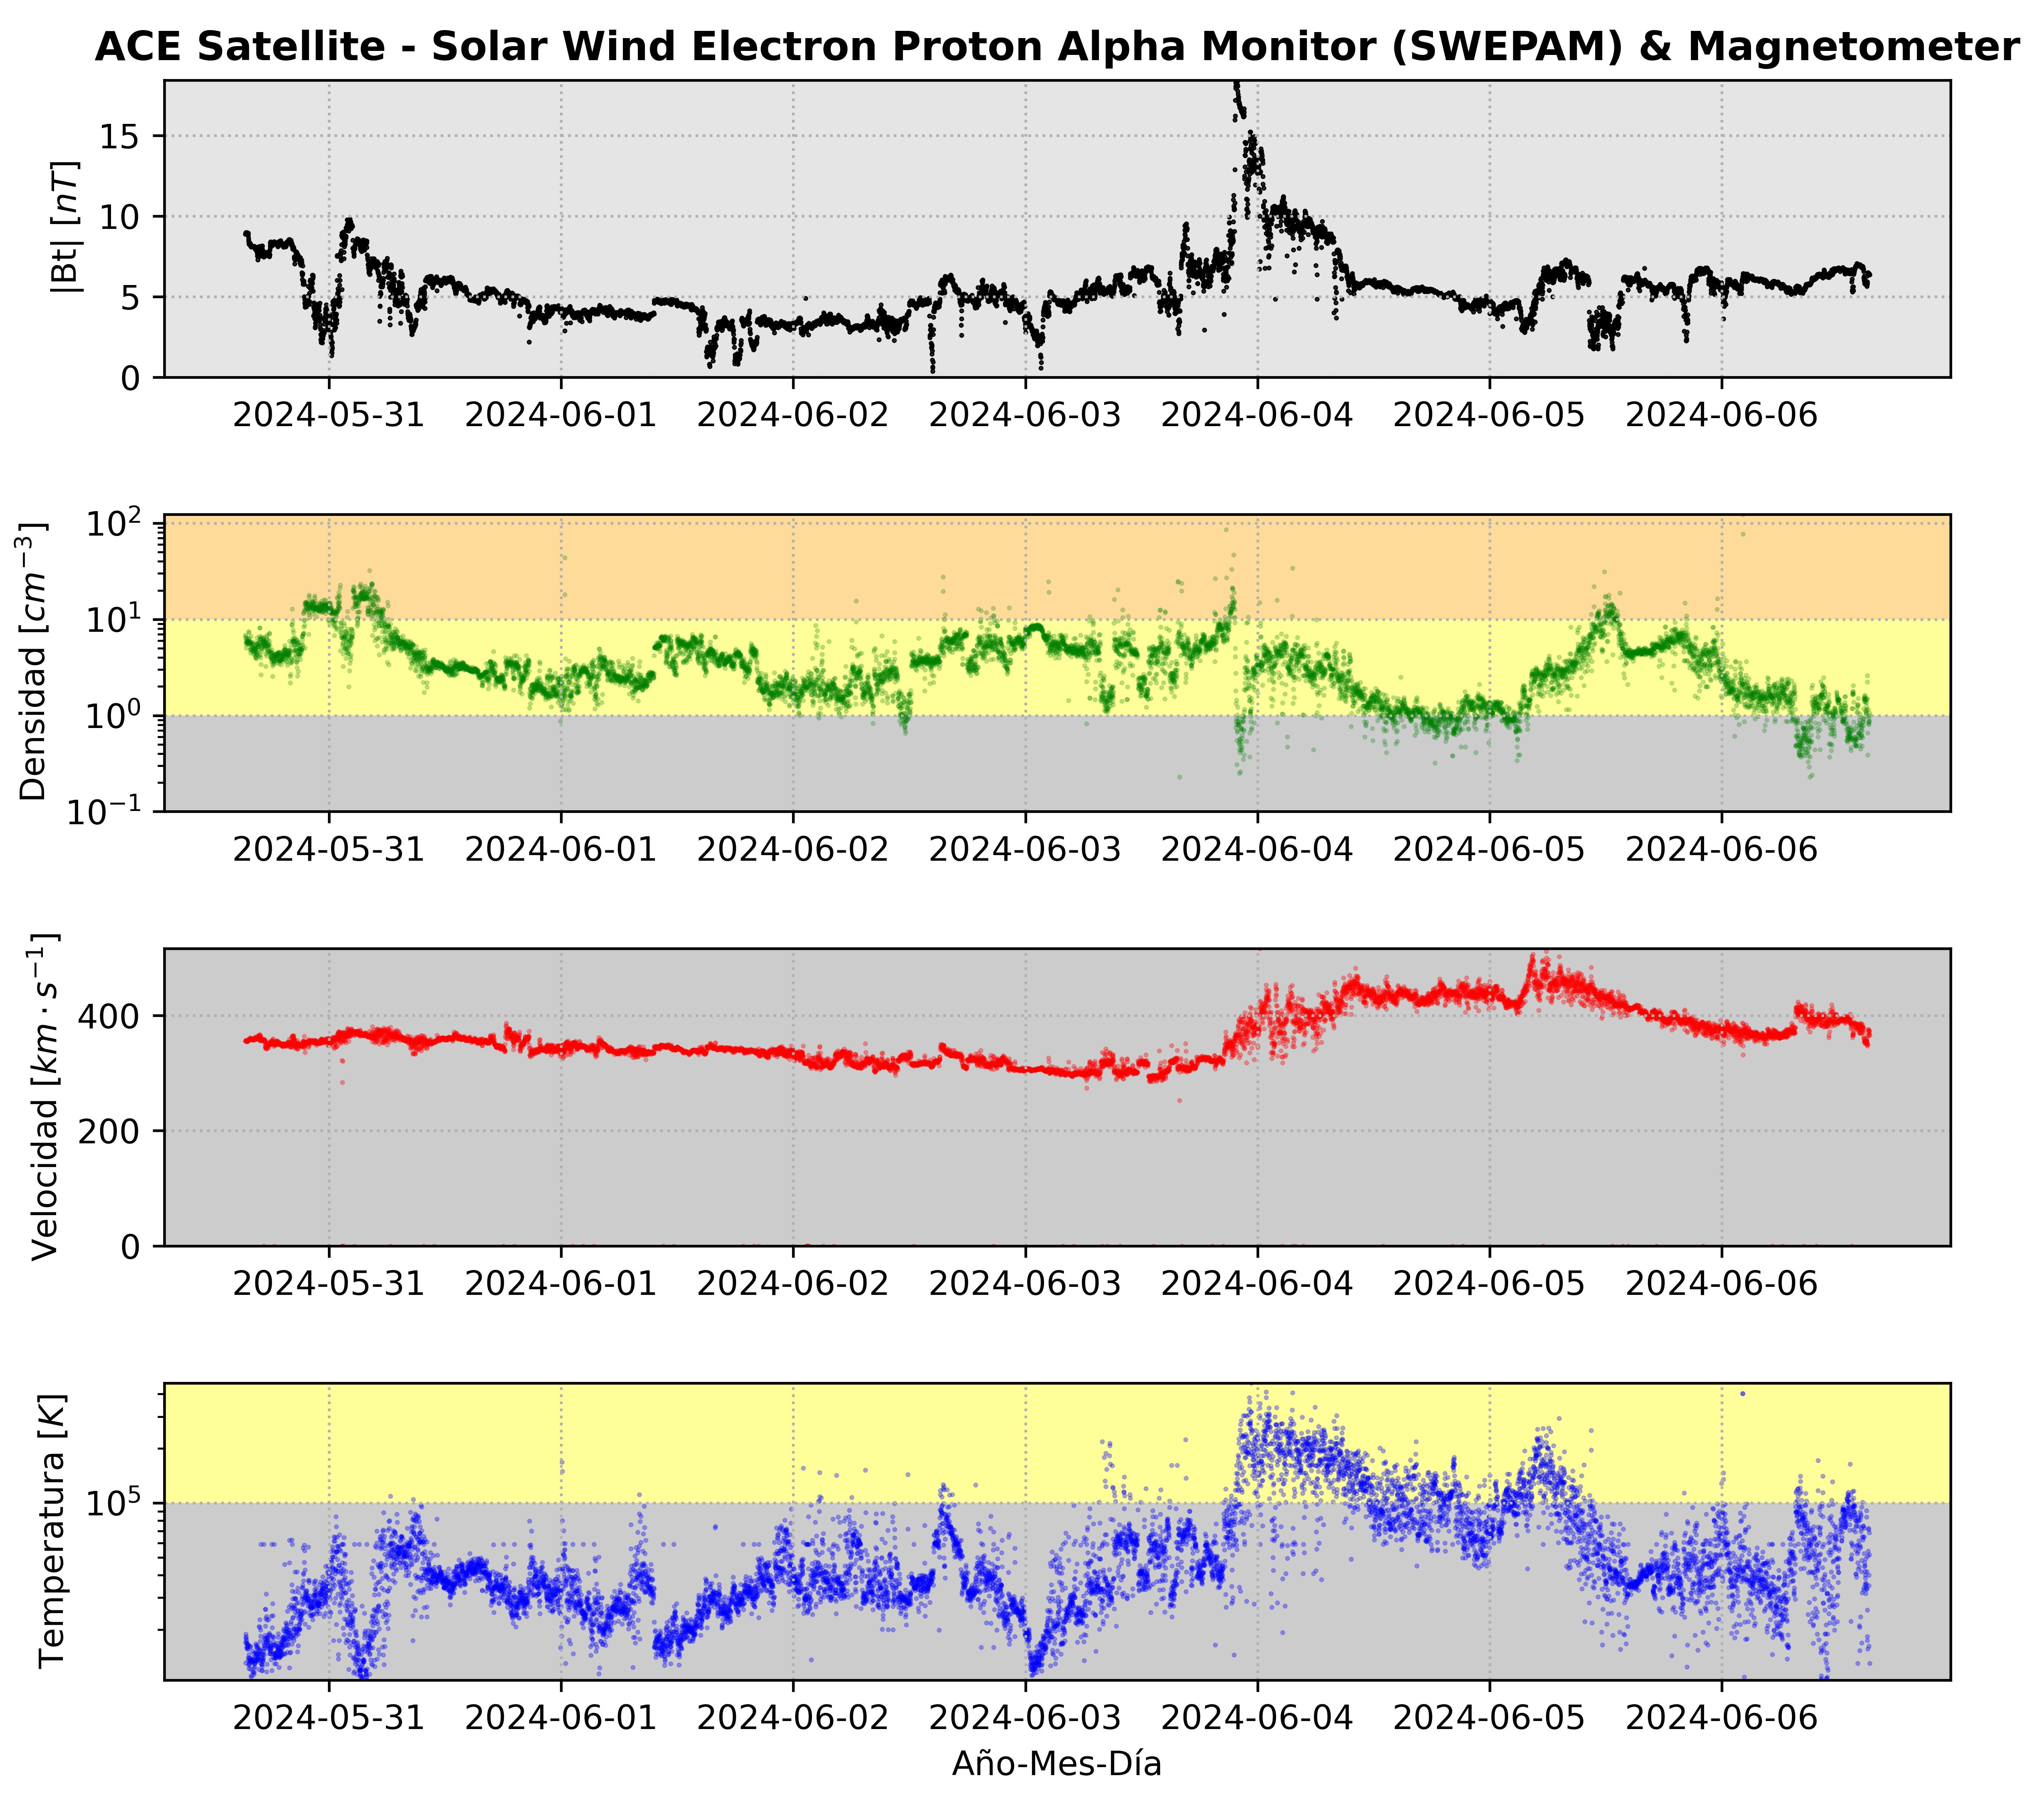 ACE Satellite - Solar Wind Electron Proton Alpha Monitor (SWEPAM) & Magnetometer
|Bt| [nT]
15
10
5
0
2024-05-31 2024-06-01 2024-06-02 2024-06-03 2024-06-04 2024-06-05 2024-06-06
Densidad [cm⁻³]
10²
10¹
10⁰
10⁻¹
2024-05-31 2024-06-01 2024-06-02 2024-06-03 2024-06-04 2024-06-05 2024-06-06
Velocidad [km · s⁻¹]
400
200
0
2024-05-31 2024-06-01 2024-06-02 2024-06-03 2024-06-04 2024-06-05 2024-06-06
Temperatura [K]
10⁵
2024-05-31 2024-06-01 2024-06-02 2024-06-03 2024-06-04 2024-06-05 2024-06-06
Año-Mes-Día